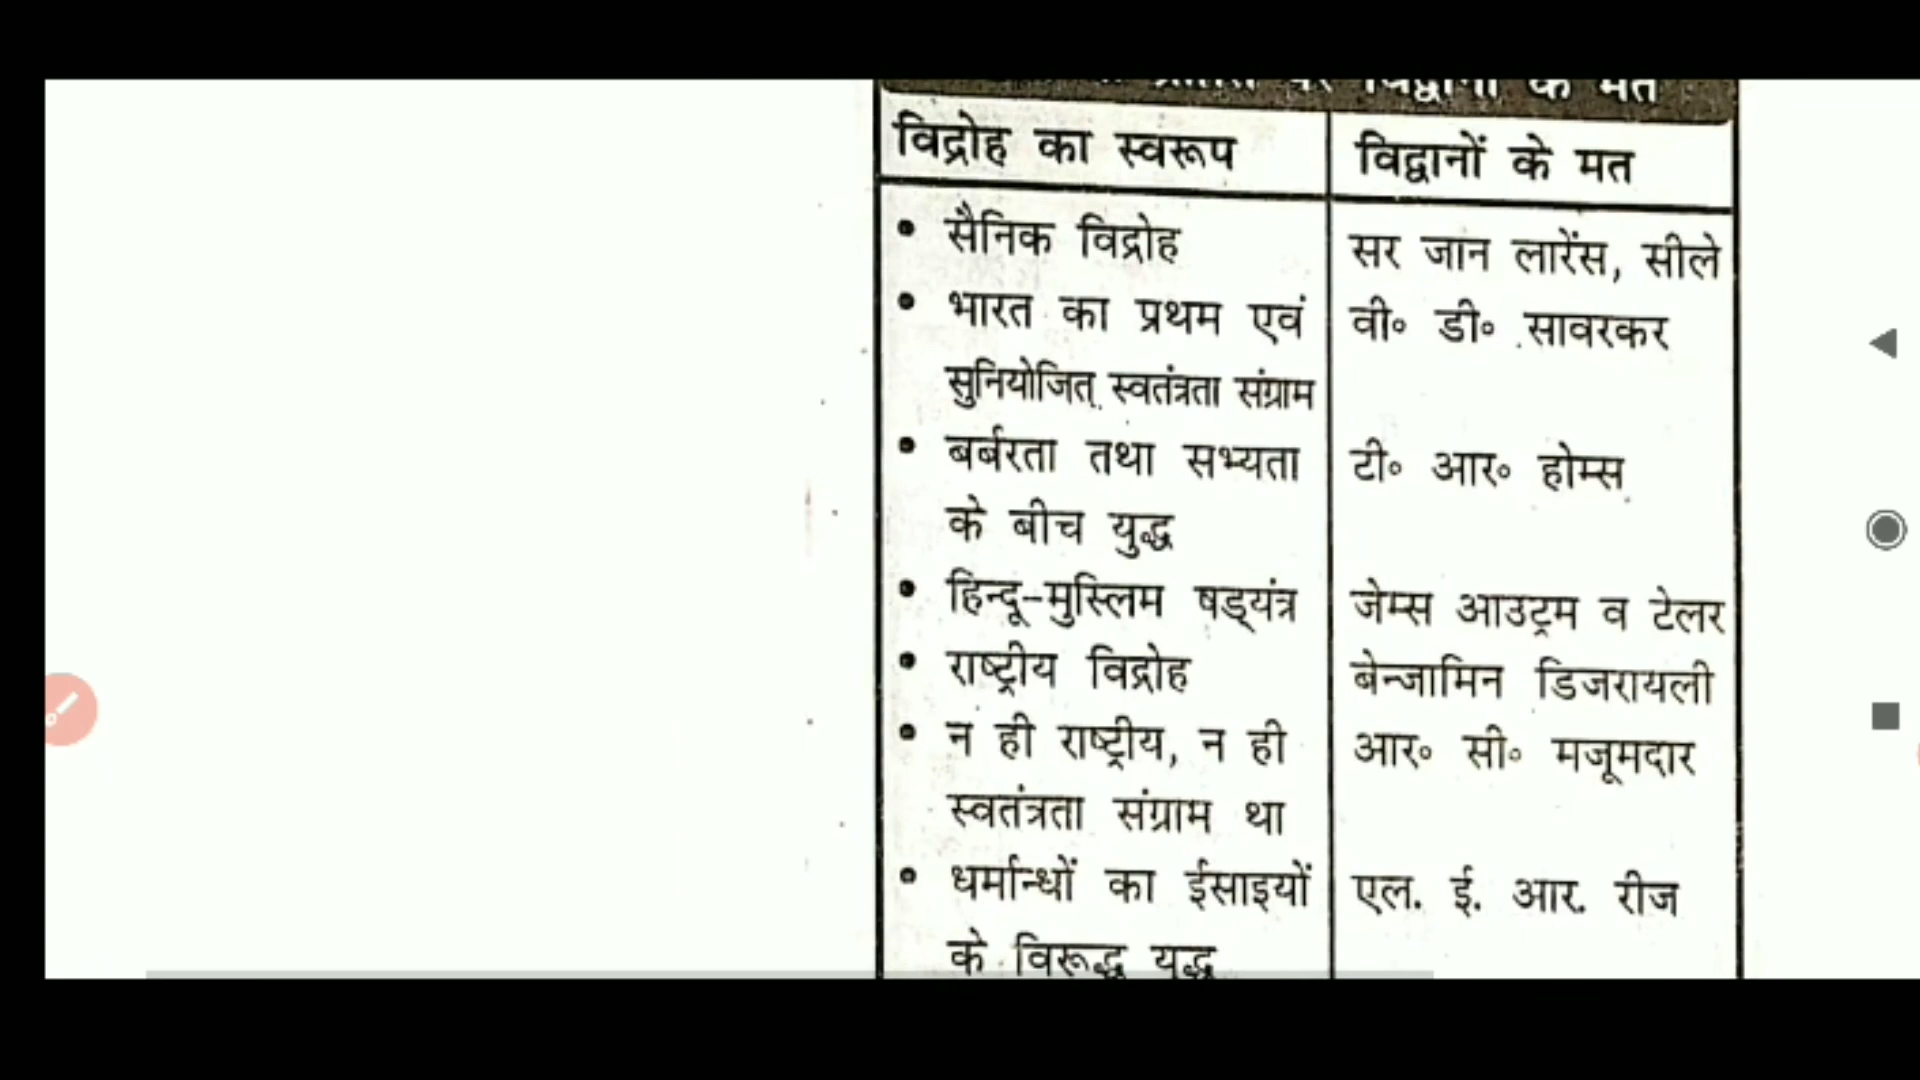 के मत
विद्रोह का स्वरूप विद्वानों के मत
• सैनिक विद्रोह सर जान लारेंस, सीले
• भारत का प्रथम एवं वी॰ डी॰ सावरकर
सुनियोजित् स्वतंत्रता संग्राम
• बर्बरता तथा सभ्यता टी॰ आर॰ होम्स
के बीच युद्ध
• हिन्दू-मुस्लिम षड्यंत्र जेम्स आउट्रम व टेलर
• राष्ट्रीय विद्रोह बेन्जामिन डिजरायली
• न ही राष्ट्रीय, न ही आर॰ सी॰ मजूमदार
स्वतंत्रता संग्राम था
• धर्मान्धों का ईसाइयों एल. ई. आर. रीज
के विरूद्ध युद्ध